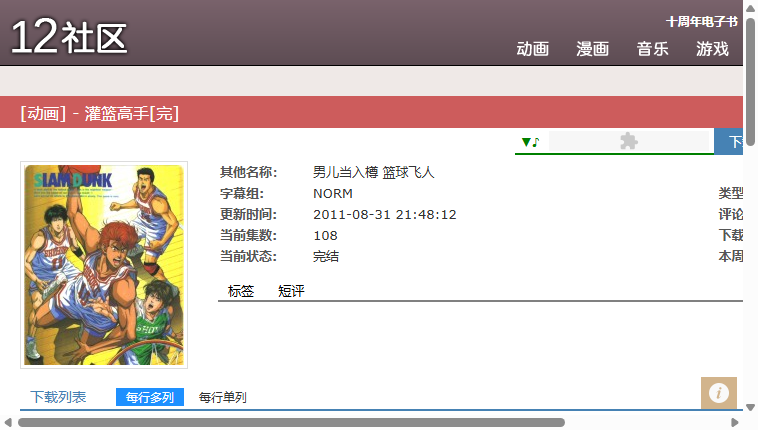 12社区
十周年电子书
动画 漫画 音乐 游戏
[动画] - 灌篮高手[完]
▼♪
SLAM DUNK
其他名称: 男儿当入樽 篮球飞人
字幕组: NORM 类型
更新时间: 2011-08-31 21:48:12 评论
当前集数: 108 下载
当前状态: 完结 本周
标签 短评
下载列表 每行多列 每行单列